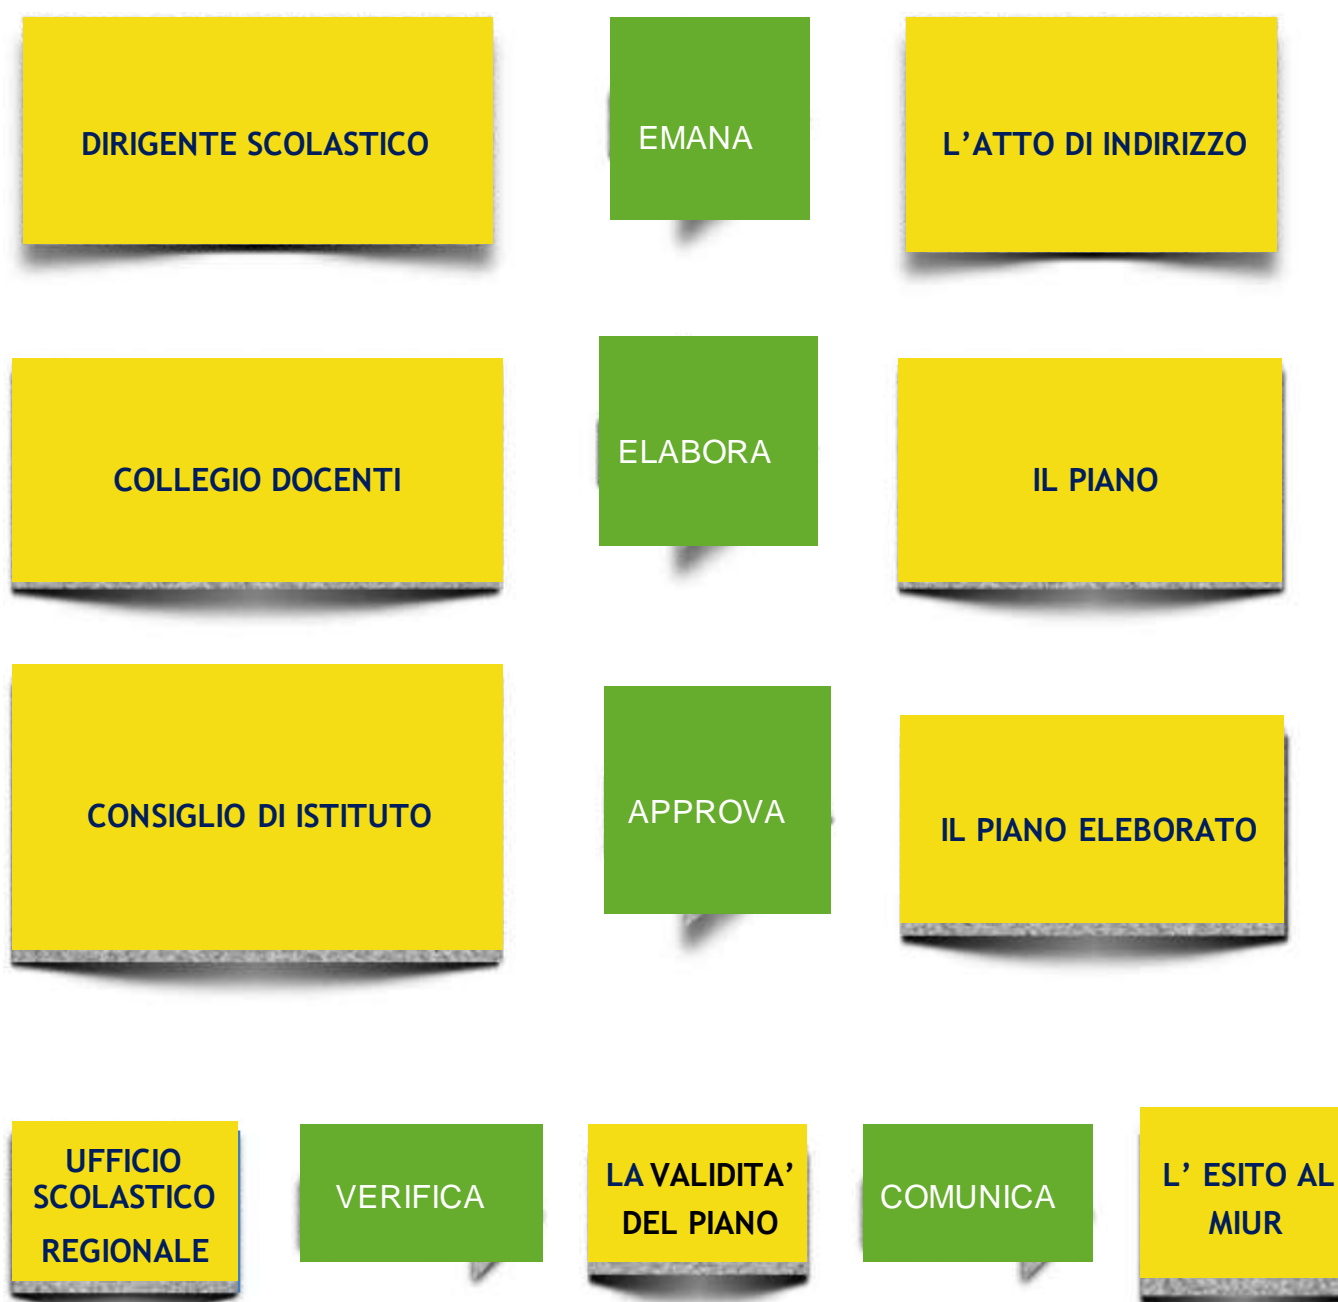 DIRIGENTE SCOLASTICO
EMANA
L’ATTO DI INDIRIZZO
COLLEGIO DOCENTI
ELABORA
IL PIANO
CONSIGLIO DI ISTITUTO
APPROVA
IL PIANO ELEBORATO
UFFICIO
SCOLASTICO
REGIONALE
VERIFICA
LA VALIDITA’
DEL PIANO
COMUNICA
L’ ESITO AL
MIUR